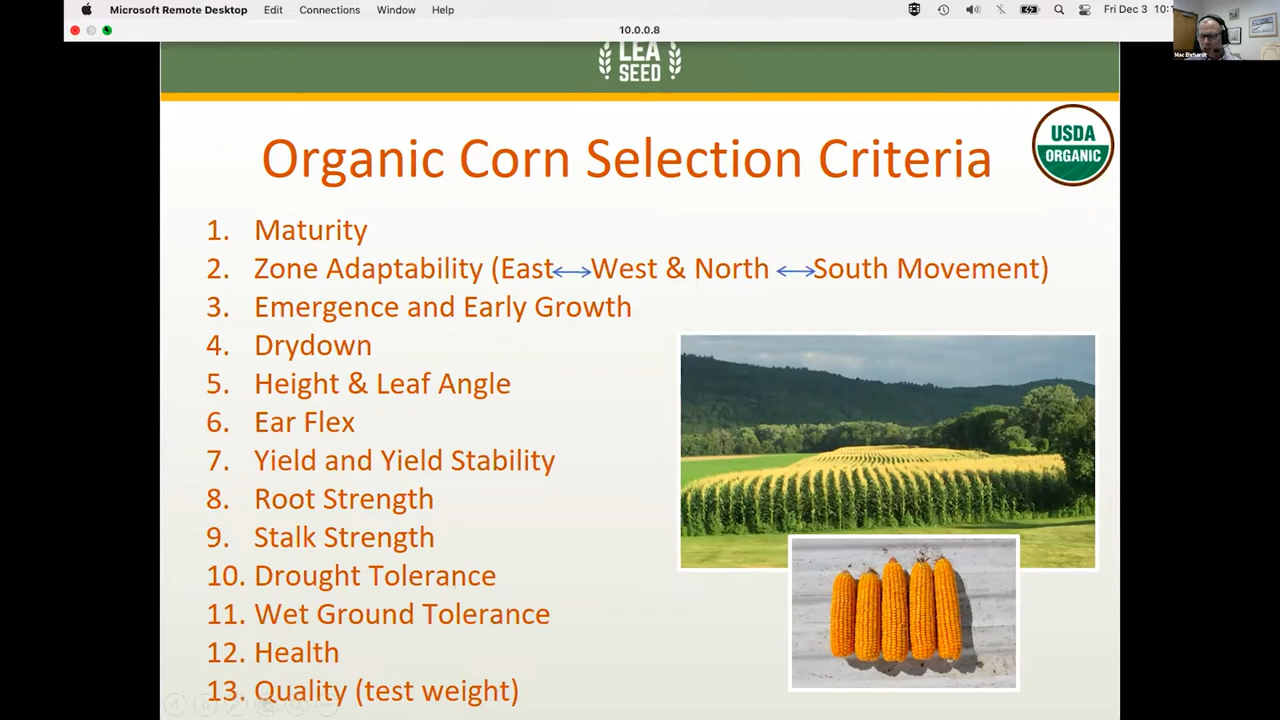 Microsoft Remote Desktop Edit Connections Window Help
Fri Dec 3 10:
10.0.0.8
Mac Ehrhardt
LEA
SEED
Organic Corn Selection Criteria
USDA
ORGANIC
1. Maturity
2. Zone Adaptability (East West & North South Movement)
3. Emergence and Early Growth
4. Drydown
5. Height & Leaf Angle
6. Ear Flex
7. Yield and Yield Stability
8. Root Strength
9. Stalk Strength
10. Drought Tolerance
11. Wet Ground Tolerance
12. Health
13. Quality (test weight)